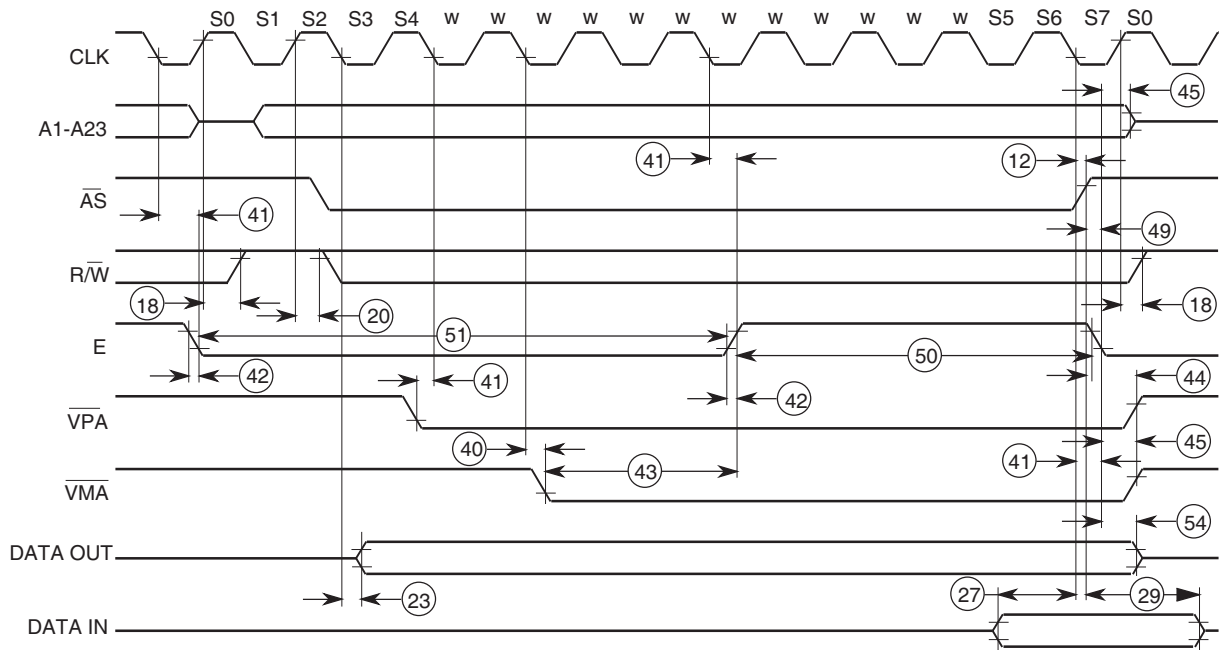 S0 S1 S2 S3 S4 w w w w w w w w w w w w S5 S6 S7 S0
CLK
45
A1-A23
41 12
AS
41 49
R/W
18 20 18
51
E 50
42 41 42 44
VPA
40 43 41 45
VMA
54
DATA OUT
23 27 29
DATA IN